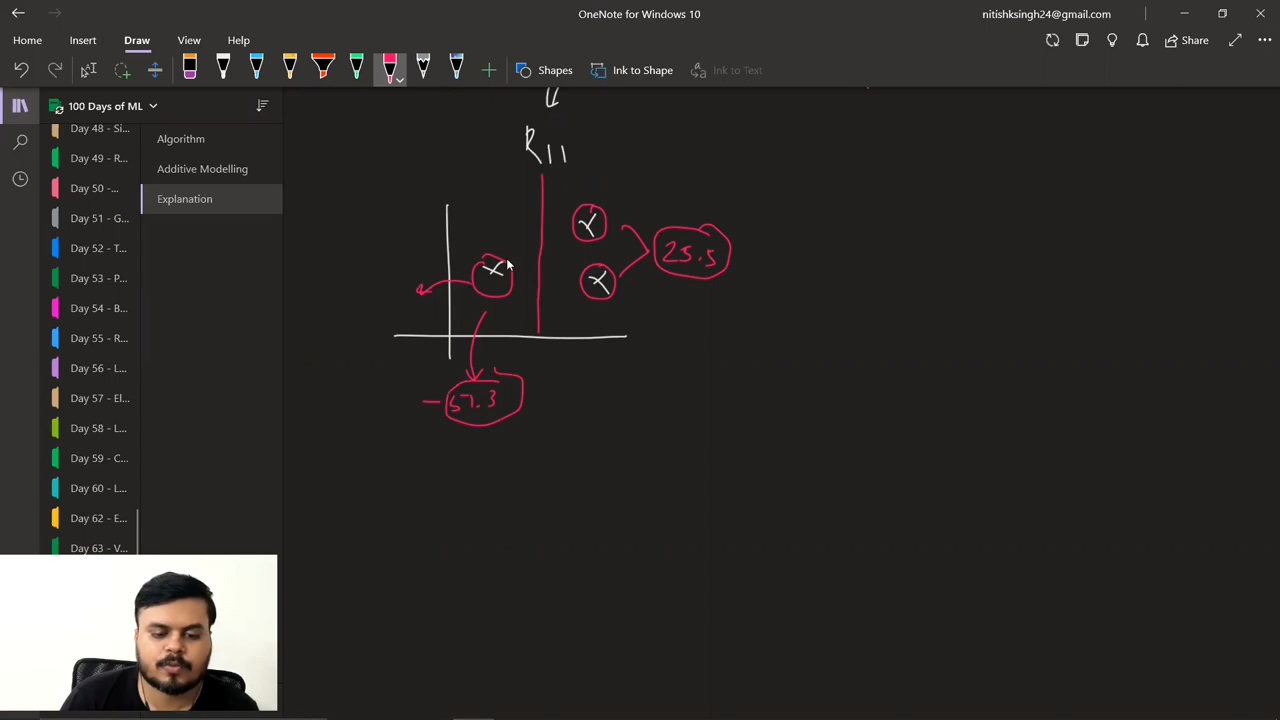 OneNote for Windows 10
nitishksingh24@gmail.com
Home Insert Draw View Help
Share
Shapes Ink to Shape Ink to Text
100 Days of ML
Day 48 - Si...
Day 49 - R...
Day 50 -...
Day 51 - G...
Day 52 - T...
Day 53 - P...
Day 54 - B...
Day 55 - R...
Day 56 - L...
Day 57 - El...
Day 58 - L...
Day 59 - C...
Day 60 - L...
Day 62 - E...
Day 63 - V...
Algorithm
Additive Modelling
Explanation
R11
25.5
-57.3